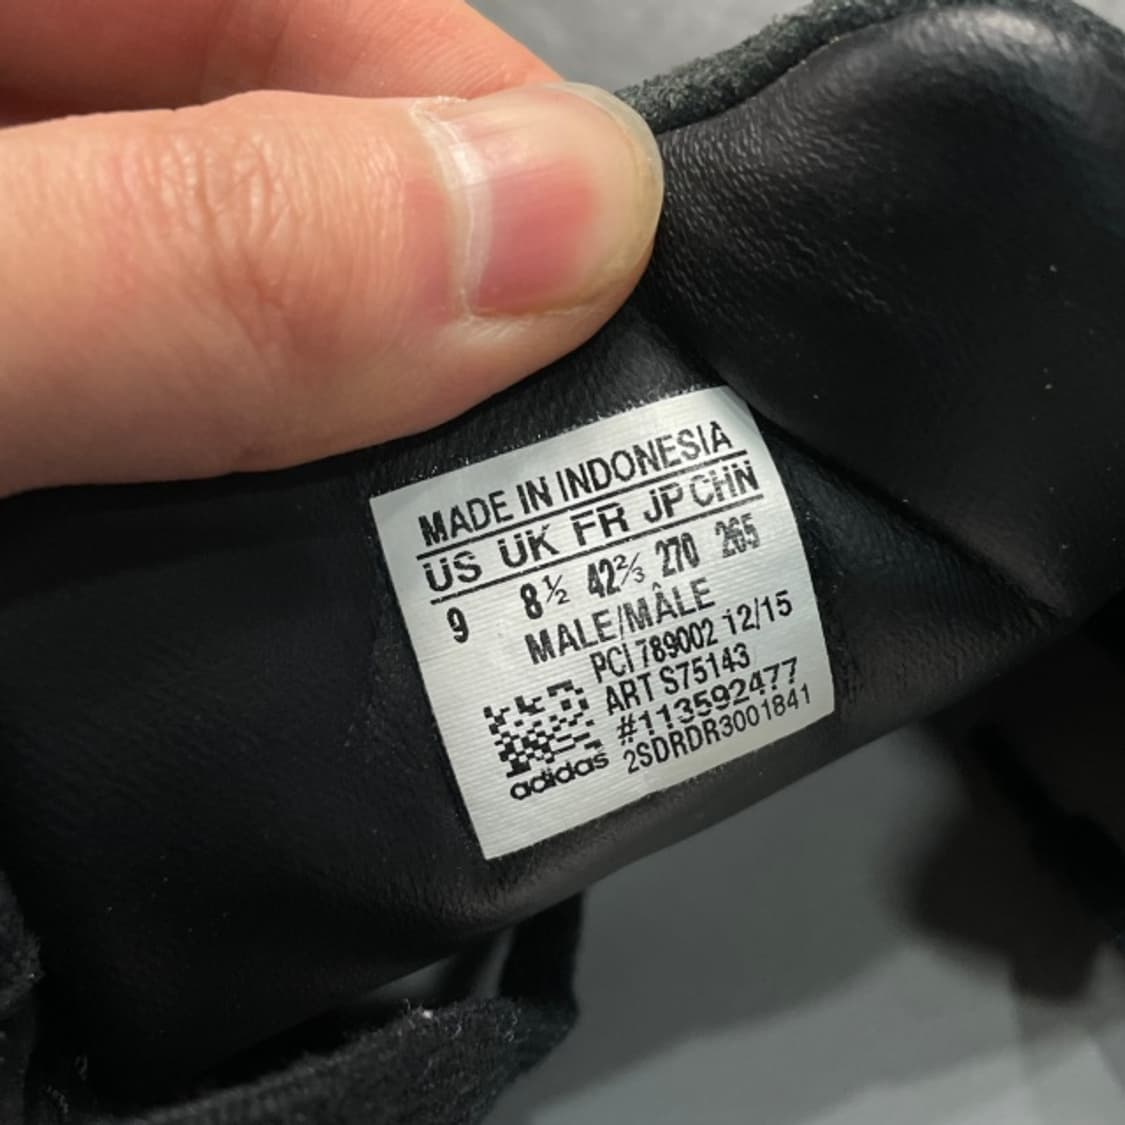 MADE IN INDONESIA
US UK FR JP CHN
9 8½ 42⅔ 270 265
MALE/MÂLE
PCI 789002 12/15
ART S75143
#113592477
2SDRDR3001841
adidas